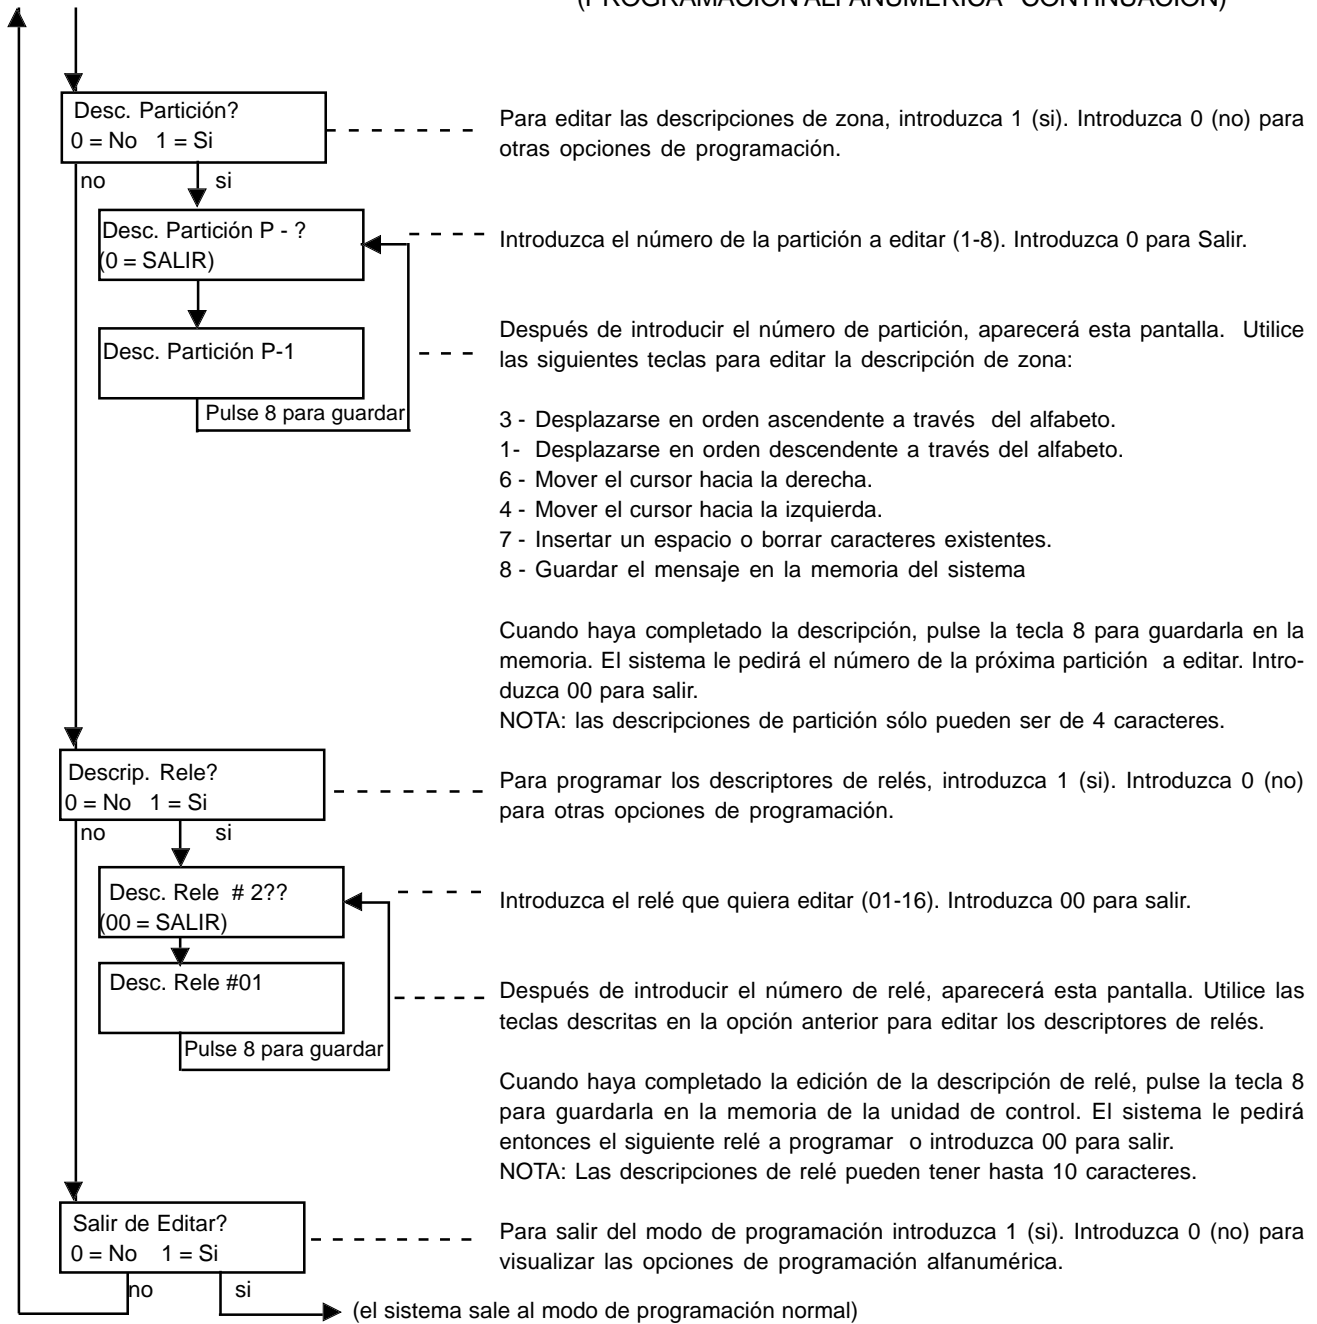 (PROGRAMACIÓN ALFANUMÉRICA - CONTINUACIÓN)
Desc. Partición?
0 = No 1 = Si
Para editar las descripciones de zona, introduzca 1 (si). Introduzca 0 (no) para
otras opciones de programación.
no si
Desc. Partición P - ?
(0 = SALIR)
Introduzca el número de la partición a editar (1-8). Introduzca 0 para Salir.
Desc. Partición P-1
Después de introducir el número de partición, aparecerá esta pantalla. Utilice
las siguientes teclas para editar la descripción de zona:
Pulse 8 para guardar
3 - Desplazarse en orden ascendente a través del alfabeto.
1- Desplazarse en orden descendente a través del alfabeto.
6 - Mover el cursor hacia la derecha.
4 - Mover el cursor hacia la izquierda.
7 - Insertar un espacio o borrar caracteres existentes.
8 - Guardar el mensaje en la memoria del sistema
Cuando haya completado la descripción, pulse la tecla 8 para guardarla en la
memoria. El sistema le pedirá el número de la próxima partición a editar. Intro-
duzca 00 para salir.
NOTA: las descripciones de partición sólo pueden ser de 4 caracteres.
Descrip. Rele?
0 = No 1 = Si
Para programar los descriptores de relés, introduzca 1 (si). Introduzca 0 (no)
para otras opciones de programación.
no si
Desc. Rele # 2??
(00 = SALIR)
Introduzca el relé que quiera editar (01-16). Introduzca 00 para salir.
Desc. Rele #01
Después de introducir el número de relé, aparecerá esta pantalla. Utilice las
teclas descritas en la opción anterior para editar los descriptores de relés.
Pulse 8 para guardar
Cuando haya completado la edición de la descripción de relé, pulse la tecla 8
para guardarla en la memoria de la unidad de control. El sistema le pedirá
entonces el siguiente relé a programar o introduzca 00 para salir.
NOTA: Las descripciones de relé pueden tener hasta 10 caracteres.
Salir de Editar?
0 = No 1 = Si
Para salir del modo de programación introduzca 1 (si). Introduzca 0 (no) para
visualizar las opciones de programación alfanumérica.
no si
(el sistema sale al modo de programación normal)